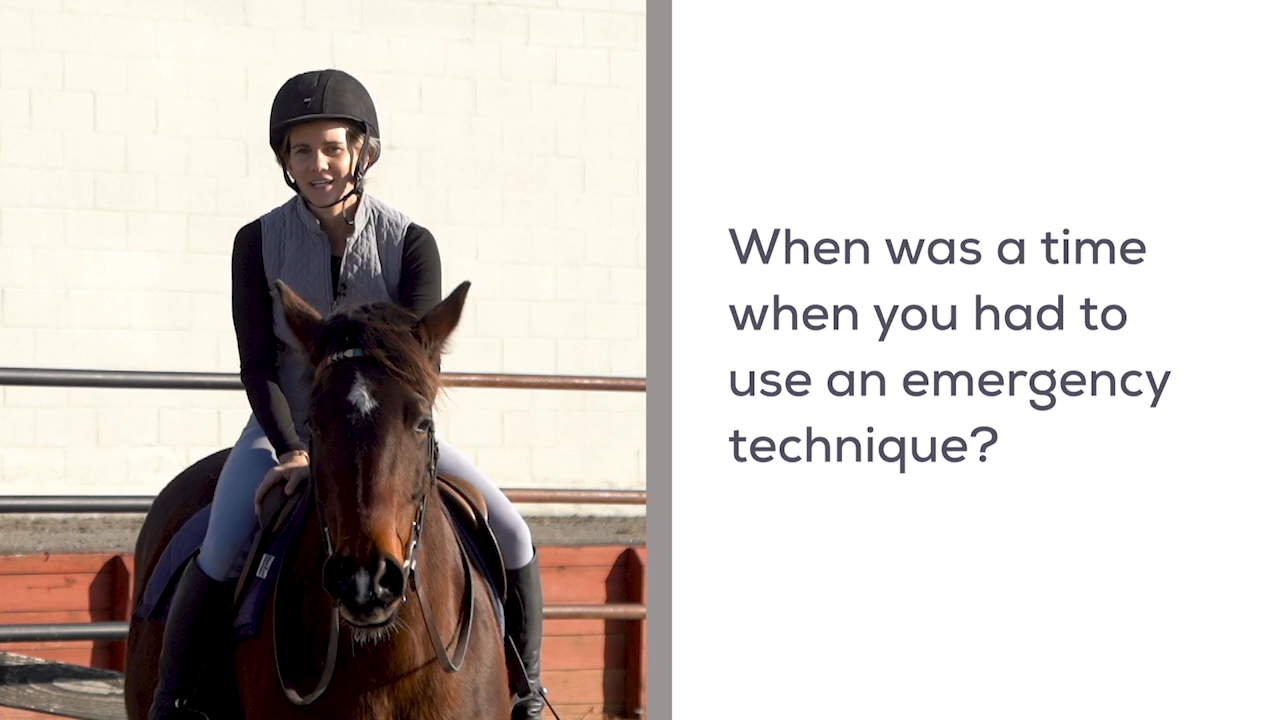 When was a time
when you had to
use an emergency
technique?